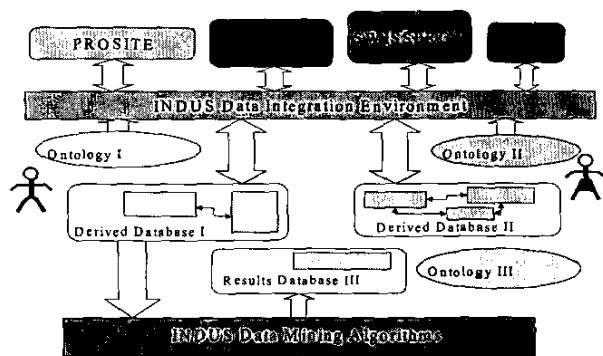 PROSITE
INDUS Data Integration Environment
Ontology I
Ontology II
Derived Database I
Derived Database II
Results Database III
Ontology III
INDUS Data Mining Algorithms